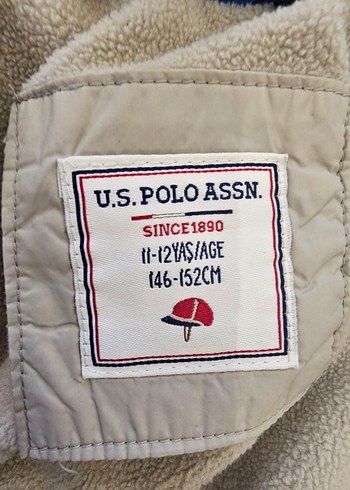 U.S. POLO ASSN.
SINCE1890
11-12YAŞ/AGE
146-152CM